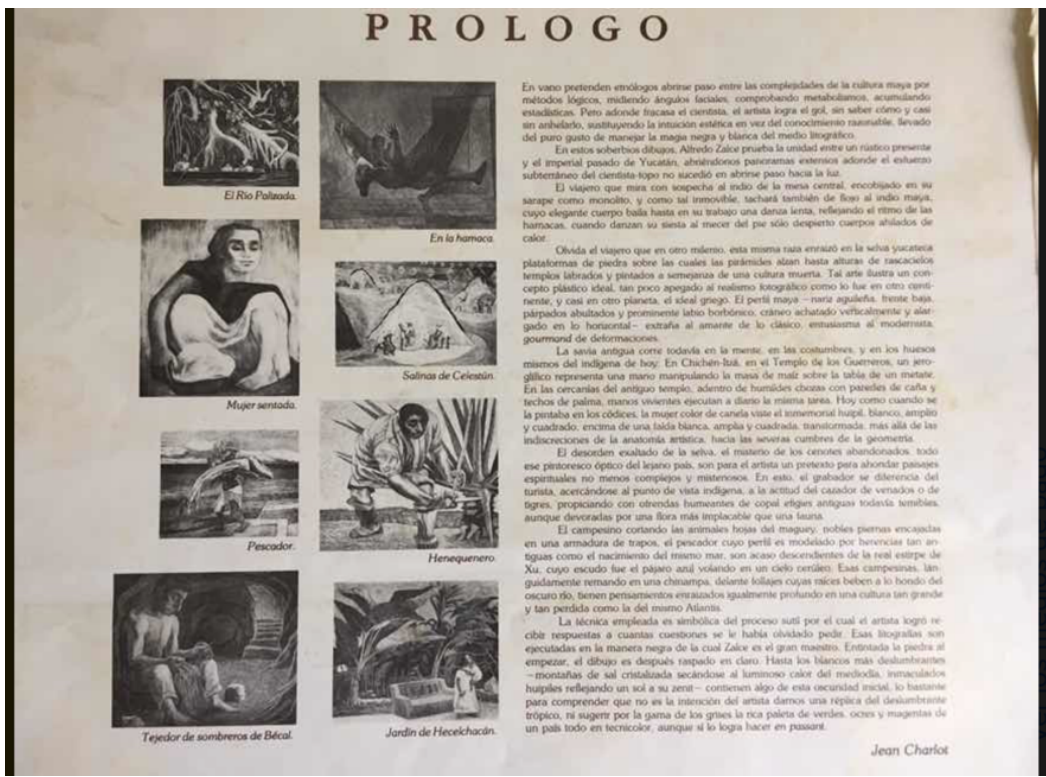 PROLOGO
El Río Palizada.
En la hamaca.
Mujer sentada.
Salinas de Celestún.
Pescador.
Henequenero.
Tejedor de sombreros de Bécal.
Jardín de Hecelchacán.
En vano pretenden etnólogos abrirse paso entre las complejidades de la cultura maya por
métodos lógicos, midiendo ángulos faciales, comprobando metabolismos, acumulando
estadísticas. Pero adonde fracasa el cientista, el artista logra el gol, sin saber cómo y casi
sin anhelarlo, sustituyendo la intuición estética en vez del conocimiento razonable, llevado
del puro gusto de manejar la magia negra y blanca del medio litográfico.
En estos soberbios dibujos, Alfredo Zalce prueba la unidad entre un rústico presente
y el imperial pasado de Yucatán, abriéndonos panoramas extensos adonde el esfuerzo
subterráneo del cientista-topo no sucedió en abrirse paso hacia la luz.
El viajero que mira con sospecha al indio de la mesa central, encobijado en su
sarape como monolito, y como tal inmovible, tachará también de flojo al indio maya,
cuyo elegante cuerpo baila hasta en su trabajo una danza lenta, reflejando el ritmo de las
hamacas, cuando danzan su siesta al mecer del pie sólo despierto cuerpos ahilados de
calor.
Olvida el viajero que en otro milenio, esta misma raza enraizó en la selva yucateca
plataformas de piedra sobre las cuales las pirámides alzan hasta alturas de rascacielos
templos labrados y pintados a semejanza de una cultura muerta. Tal arte ilustra un con-
cepto plástico ideal, tan poco apegado al realismo fotográfico como lo fue en otro conti-
nente, y casi en otro planeta, el ideal griego. El perfil maya —nariz aguileña, frente baja,
párpados abultados y prominente labio borbónico, cráneo achatado verticalmente y alar-
gado en lo horizontal— extraña al amante de lo clásico, entusiasma al modernista,
gourmand de deformaciones.
La savia antigua corre todavía en la mente, en las costumbres, y en los huesos
mismos del indígena de hoy. En Chichén-Itzá, en el Templo de los Guerreros, un jero-
glífico representa una mano manipulando la masa de maíz sobre la tabla de un metate.
En las cercanías del antiguo templo, adentro de humildes chozas con paredes de caña y
techos de palma, manos vivientes ejecutan a diario la misma tarea. Hoy como cuando se
la pintaba en los códices, la mujer color de canela viste el inmemorial huipil, blanco, amplio
y cuadrado, encima de una falda blanca, amplia y cuadrada, transformada, más allá de las
indiscreciones de la anatomía artística, hacia las severas cumbres de la geometría.
El desorden exaltado de la selva, el misterio de los cenotes abandonados, todo
ese pintoresco óptico del lejano país, son para el artista un pretexto para ahondar paisajes
espirituales no menos complejos y misteriosos. En esto, el grabador se diferencia del
turista, acercándose al punto de vista indígena, a la actitud del cazador de venados o de
tigres, propiciando con ofrendas humeantes de copal efigies antiguas todavía temibles,
aunque devoradas por una flora más implacable que una fauna.
El campesino cortando las animales hojas del maguey, nobles piernas encajadas
en una armadura de trapos, el pescador cuyo perfil es modelado por herencias tan an-
tiguas como el nacimiento del mismo mar, son acaso descendientes de la real estirpe de
Xu, cuyo escudo fue el pájaro azul volando en un cielo cerúleo. Esas campesinas, lán-
guidamente remando en una chinampa, delante follajes cuyas raíces beben a lo hondo del
oscuro río, tienen pensamientos enraizados igualmente profundo en una cultura tan grande
y tan perdida como la del mismo Atlantis.
La técnica empleada es simbólica del proceso sutil por el cual el artista logró re-
cibir respuestas a cuantas cuestiones se le había olvidado pedir. Esas litografías son
ejecutadas en la manera negra de la cual Zalce es el gran maestro. Entintada la piedra al
empezar, el dibujo es después raspado en claro. Hasta los blancos más deslumbrantes
—montañas de sal cristalizada secándose al luminoso calor del mediodía, inmaculados
huipiles reflejando un sol a su zenit— contienen algo de esta oscuridad inicial, lo bastante
para comprender que no es la intención del artista darnos una réplica del deslumbrante
trópico, ni sugerir por la gama de los grises la rica paleta de verdes, ocres y magentas de
un país todo en tecnicolor, aunque sí lo logra hacer en passant.
Jean Charlot